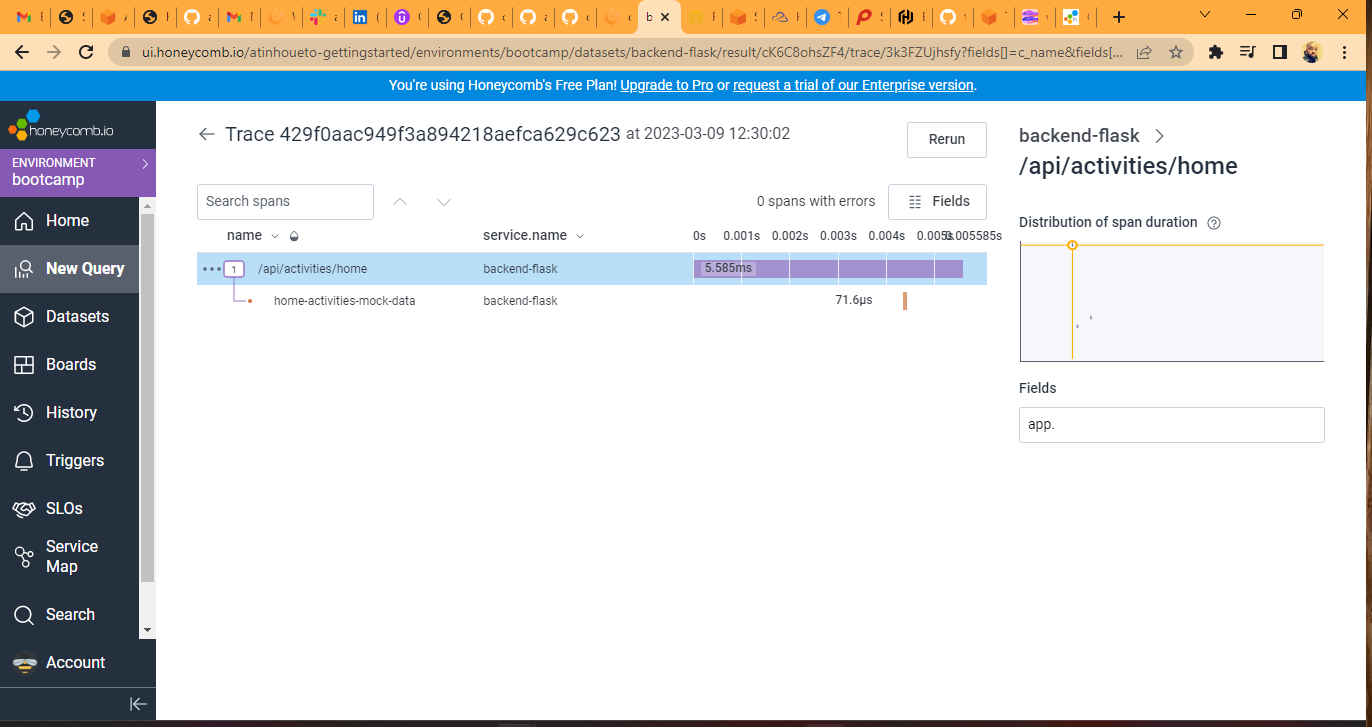 ui.honeycomb.io/atinhoueto-gettingstarted/environments/bootcamp/datasets/backend-flask/result/cK6C8ohsZF4/trace/3k3FZUjhsfy?fields[]=c_name&fields[...
You're using Honeycomb's Free Plan! Upgrade to Pro or request a trial of our Enterprise version.
honeycomb.io
ENVIRONMENT
bootcamp
Home
New Query
Datasets
Boards
History
Triggers
SLOs
Service
Map
Search
Account
Trace 429f0aac949f3a894218aefca629c623 at 2023-03-09 12:30:02
Rerun
Search spans
0 spans with errors
Fields
name service.name 0s 0.001s 0.002s 0.003s 0.004s 0.005s 0.005585s
1 /api/activities/home backend-flask 5.585ms
home-activities-mock-data backend-flask 71.6μs
backend-flask
/api/activities/home
Distribution of span duration
Fields
app.